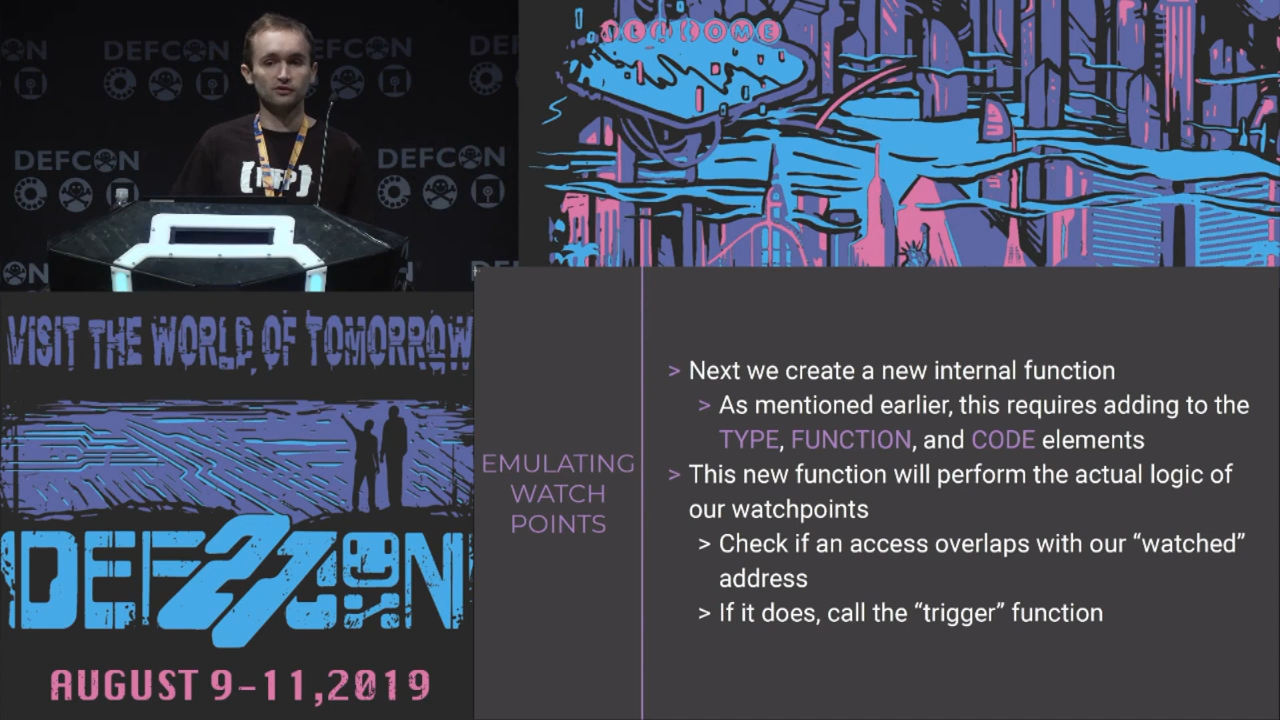 DEFCON
DEFCON
DEFCON
DEFCON
WELCOME
VISIT THE WORLD OF TOMORROW
DEF27CON
AUGUST 9-11,2019
EMULATING
WATCH
POINTS
> Next we create a new internal function
> As mentioned earlier, this requires adding to the
TYPE, FUNCTION, and CODE elements
> This new function will perform the actual logic of
our watchpoints
> Check if an access overlaps with our “watched”
address
> If it does, call the “trigger” function